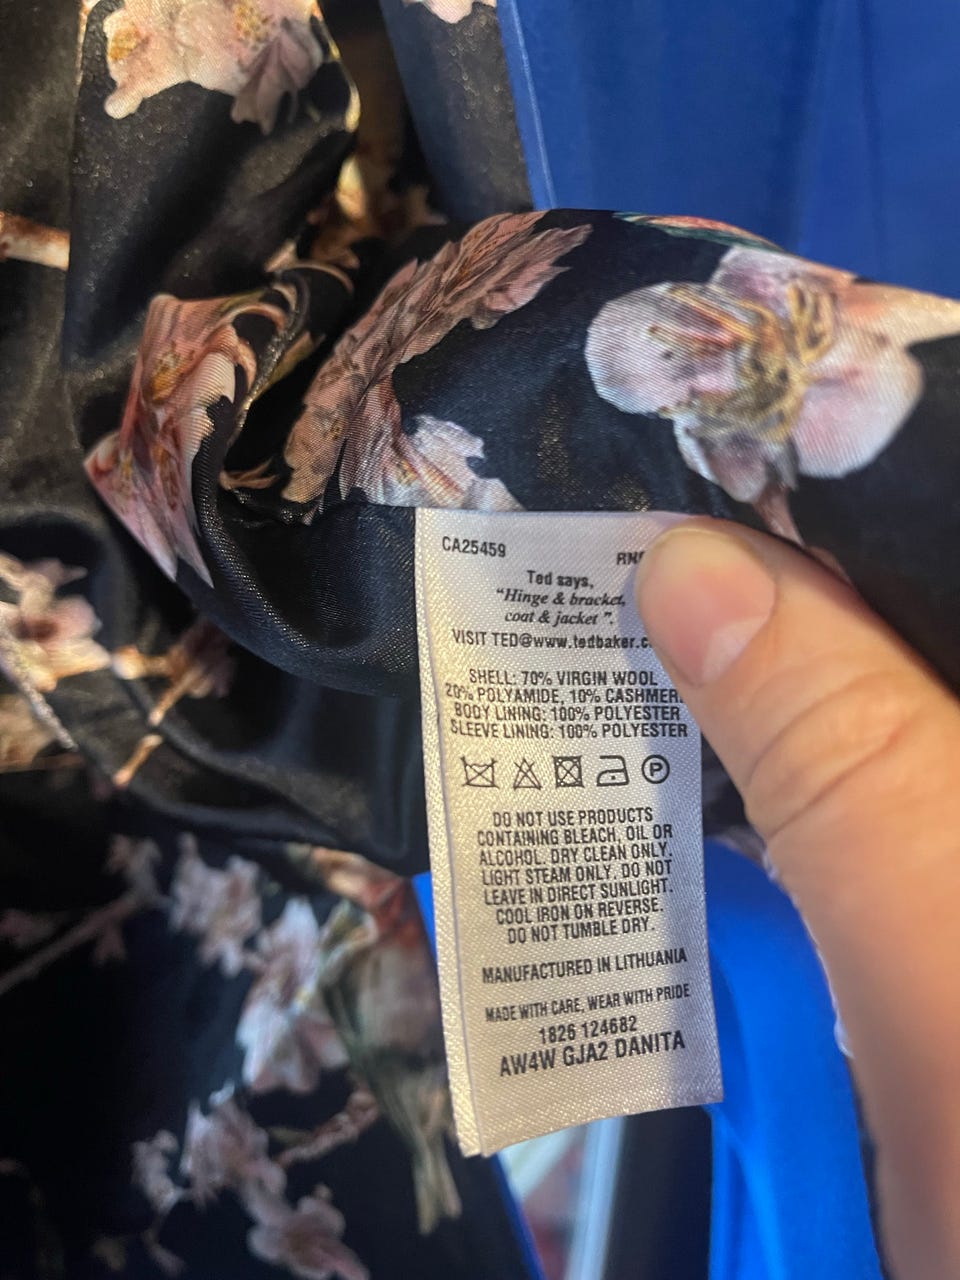 CA25459
Ted says,
"Hinge & bracket,
coat & jacket ".
VISIT TED@www.tedbaker.c
SHELL: 70% VIRGIN WOOL
20% POLYAMIDE, 10% CASHMER
BODY LINING: 100% POLYESTER
SLEEVE LINING: 100% POLYESTER
P
DO NOT USE PRODUCTS
CONTAINING BLEACH, OIL OR
ALCOHOL. DRY CLEAN ONLY.
LIGHT STEAM ONLY. DO NOT
LEAVE IN DIRECT SUNLIGHT.
COOL IRON ON REVERSE.
DO NOT TUMBLE DRY.
MANUFACTURED IN LITHUANIA
MADE WITH CARE, WEAR WITH PRIDE
1826 124682
AW4W GJA2 DANITA